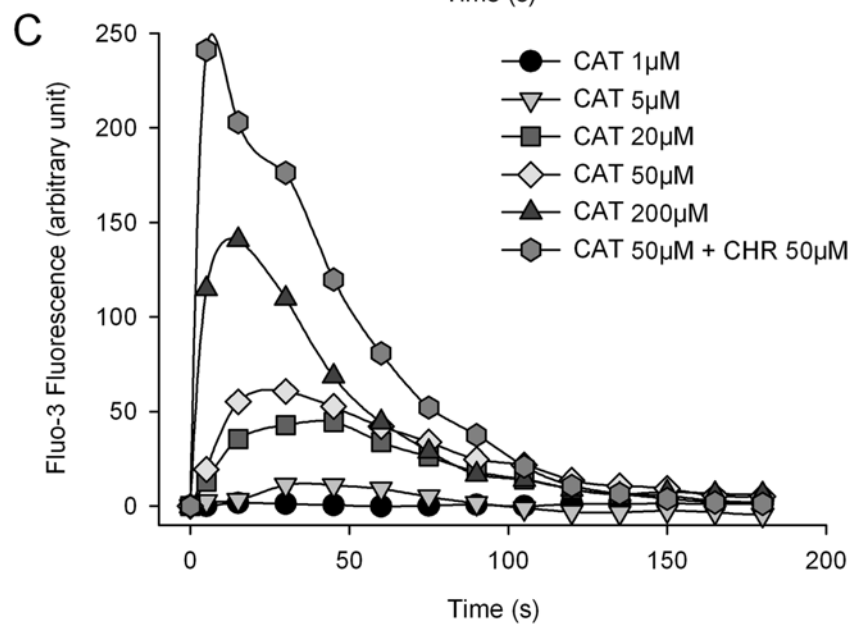 Time (s)
C
250
200
150
100
50
0
Fluo-3 Fluorescence (arbitrary unit)
CAT 1µM
CAT 5µM
CAT 20µM
CAT 50µM
CAT 200µM
CAT 50µM + CHR 50µM
0 50 100 150 200
Time (s)